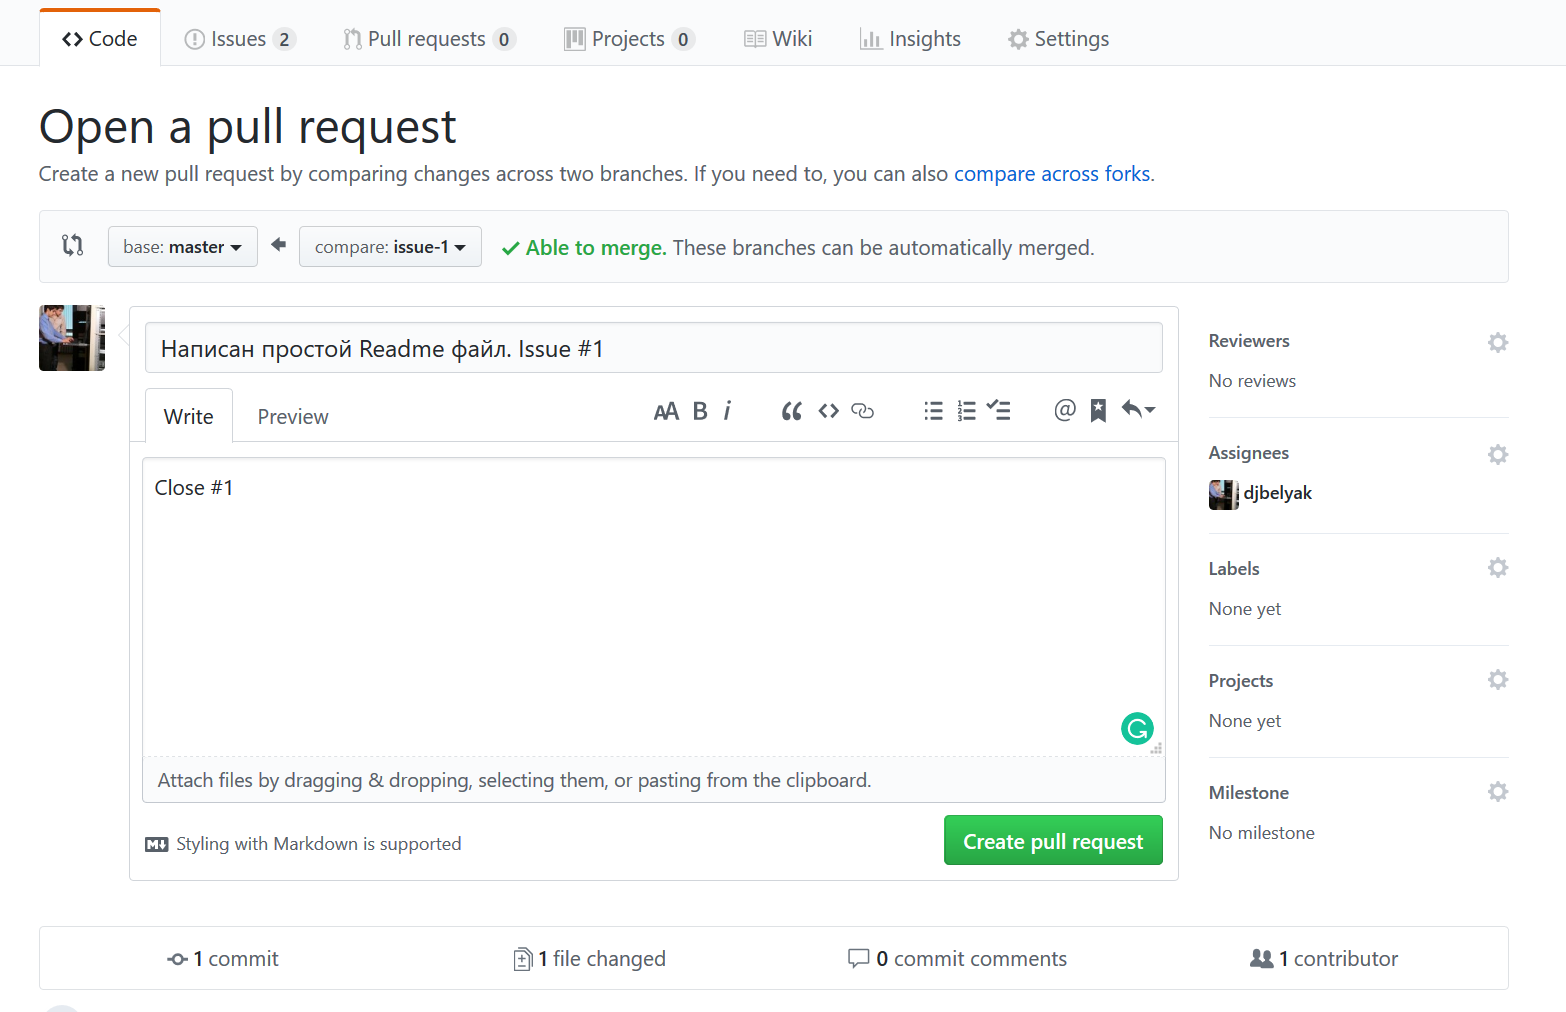 Code Issues 2 Pull requests 0 Projects 0 Wiki Insights Settings
Open a pull request
Create a new pull request by comparing changes across two branches. If you need to, you can also compare across forks.
base: master compare: issue-1 Able to merge. These branches can be automatically merged.
Написан простой Readme файл. Issue #1
Write Preview AA B i @
Close #1
Attach files by dragging & dropping, selecting them, or pasting from the clipboard.
Styling with Markdown is supported
Create pull request
Reviewers
No reviews
Assignees
djbelyak
Labels
None yet
Projects
None yet
Milestone
No milestone
1 commit 1 file changed 0 commit comments 1 contributor